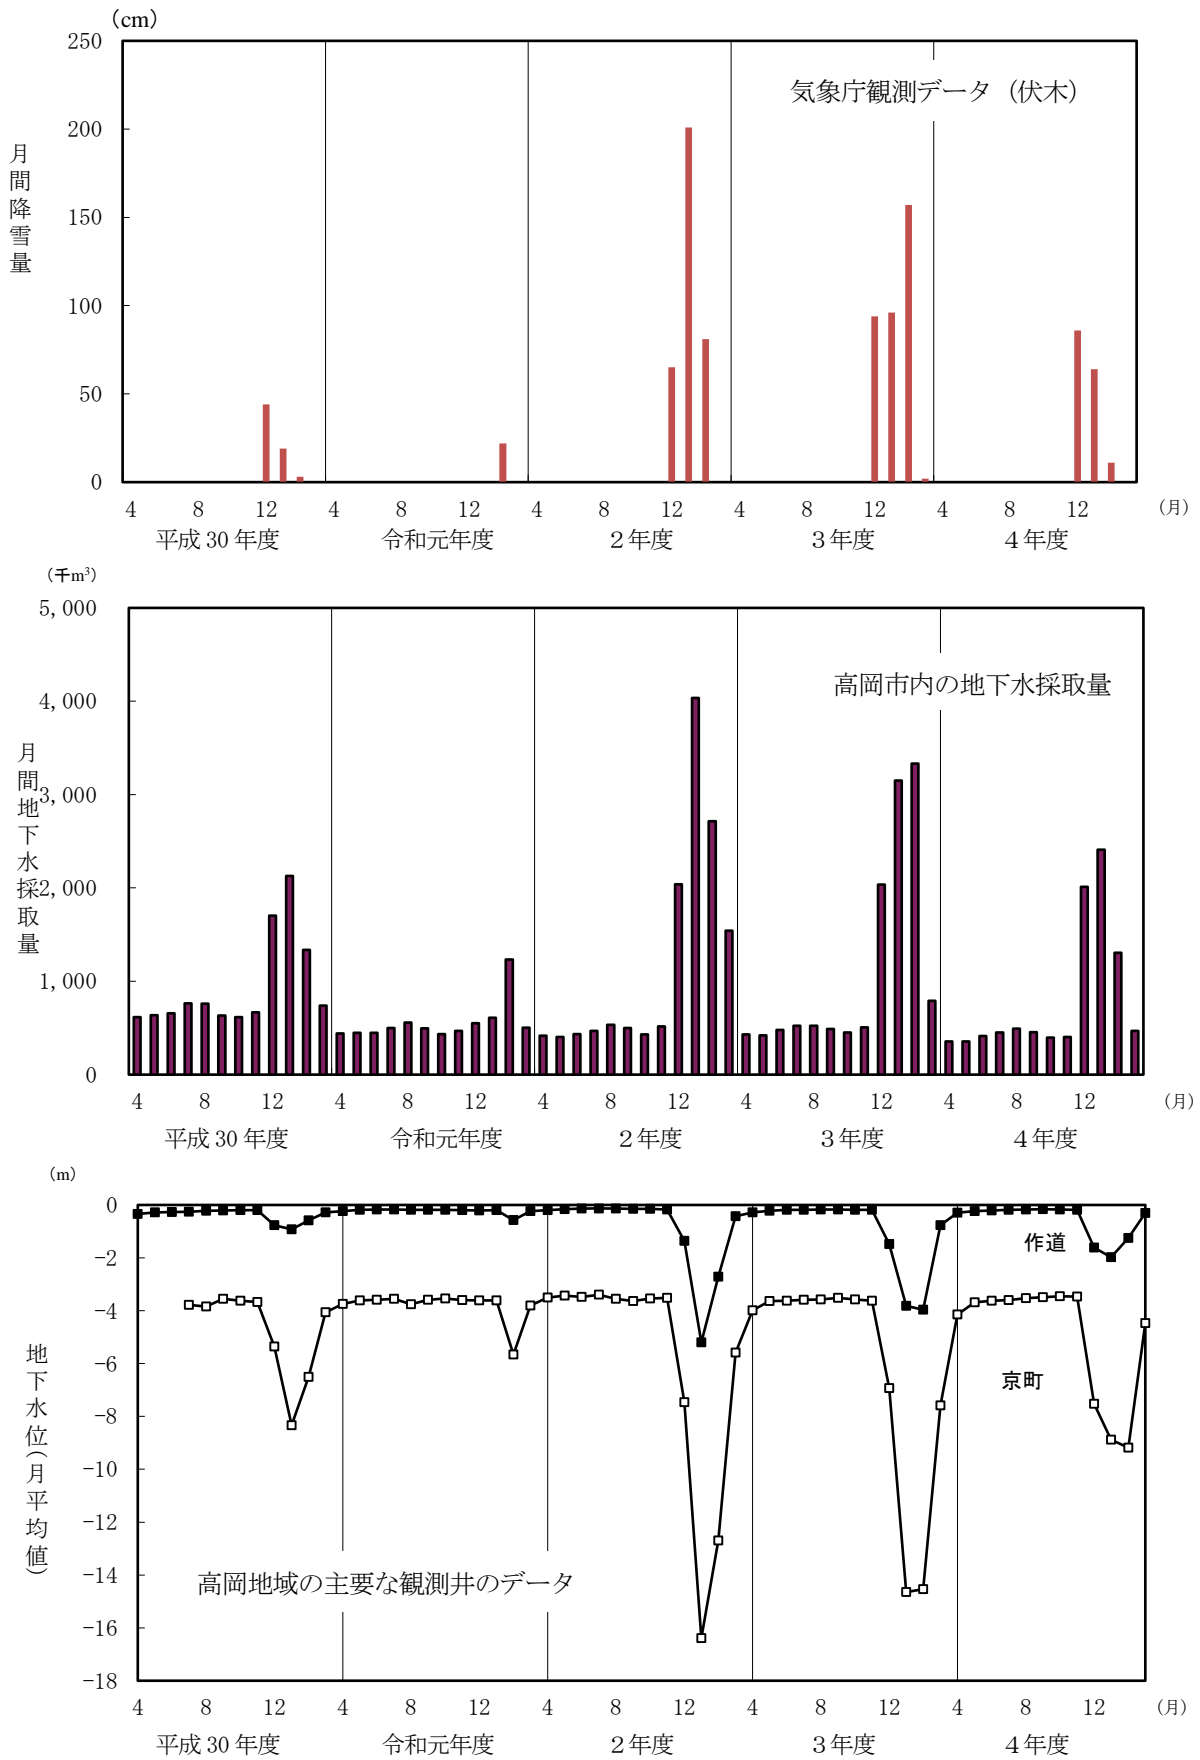 (cm)
250
200
150
100
50
0
月間降雪量
気象庁観測データ（伏木）
4 8 12 4 8 12 4 8 12 4 8 12 4 8 12 (月)
平成 30 年度 令和元年度 ２年度 ３年度 ４年度
(千m³)
5,000
4,000
3,000
2,000
1,000
0
月間地下水採取量
高岡市内の地下水採取量
4 8 12 4 8 12 4 8 12 4 8 12 4 8 12 (月)
平成 30 年度 令和元年度 ２年度 ３年度 ４年度
(m)
0
−2
−4
−6
−8
−10
−12
−14
−16
−18
地下水位(月平均値)
作道
京町
高岡地域の主要な観測井のデータ
4 8 12 4 8 12 4 8 12 4 8 12 4 12 (月)
平成 30 年度 令和元年度 ２年度 ３年度 ４年度